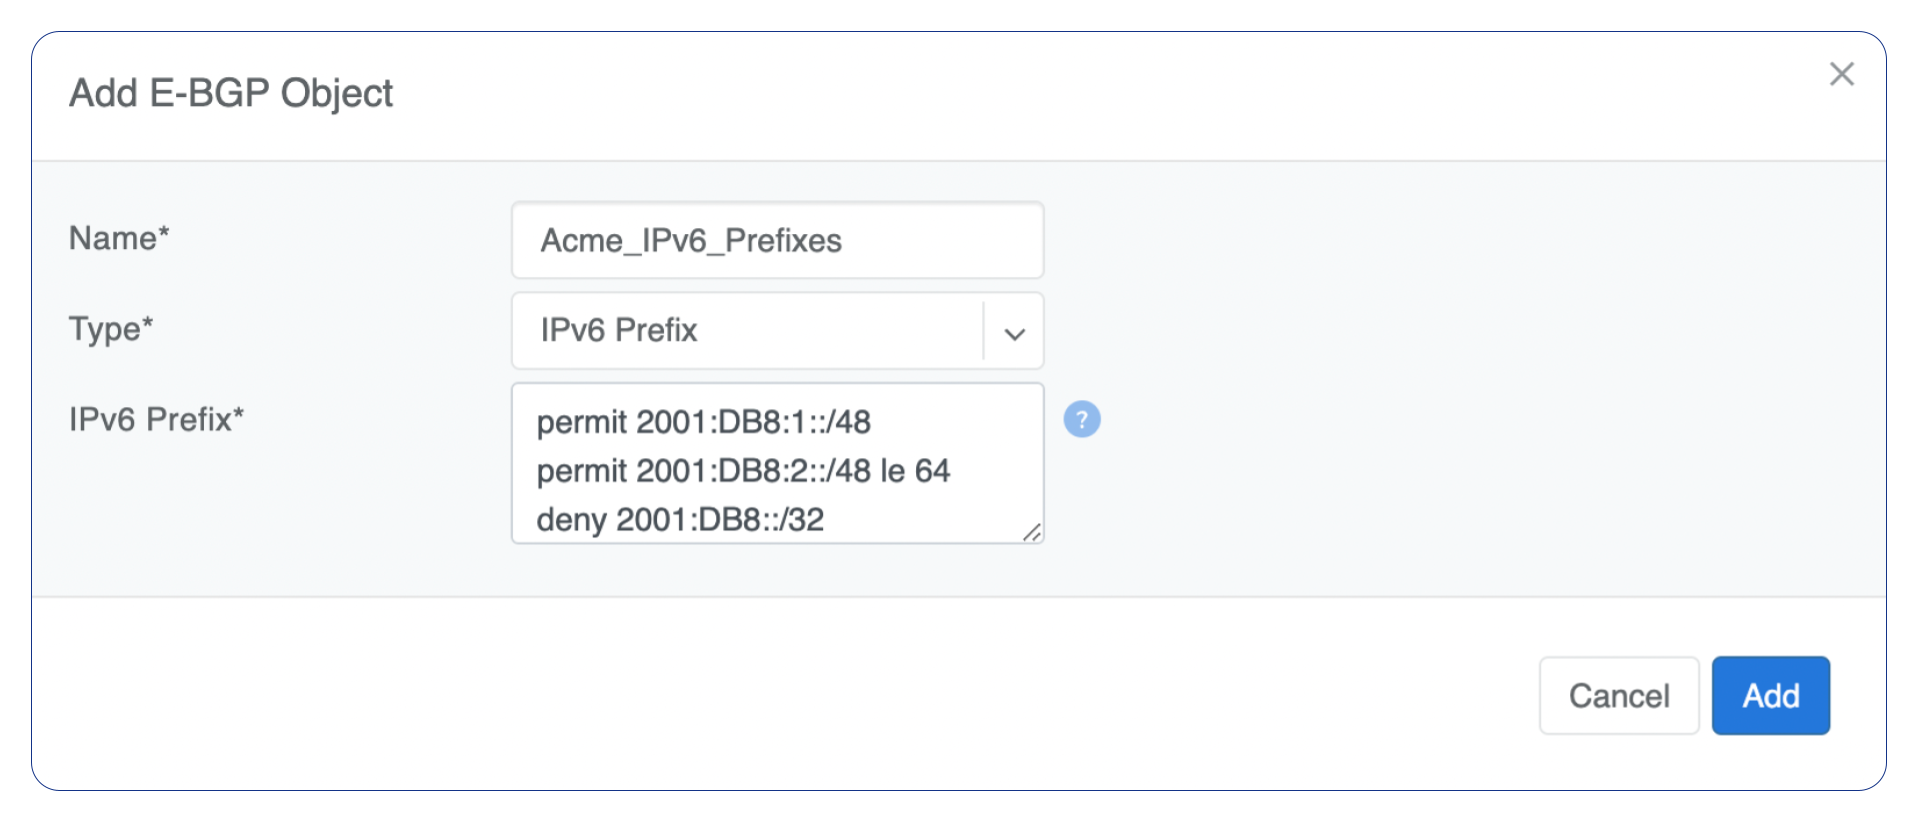 Add E-BGP Object
Name*
Acme_IPv6_Prefixes
Type*
IPv6 Prefix
IPv6 Prefix*
permit 2001:DB8:1::/48
permit 2001:DB8:2::/48 le 64
deny 2001:DB8::/32
?
Cancel
Add